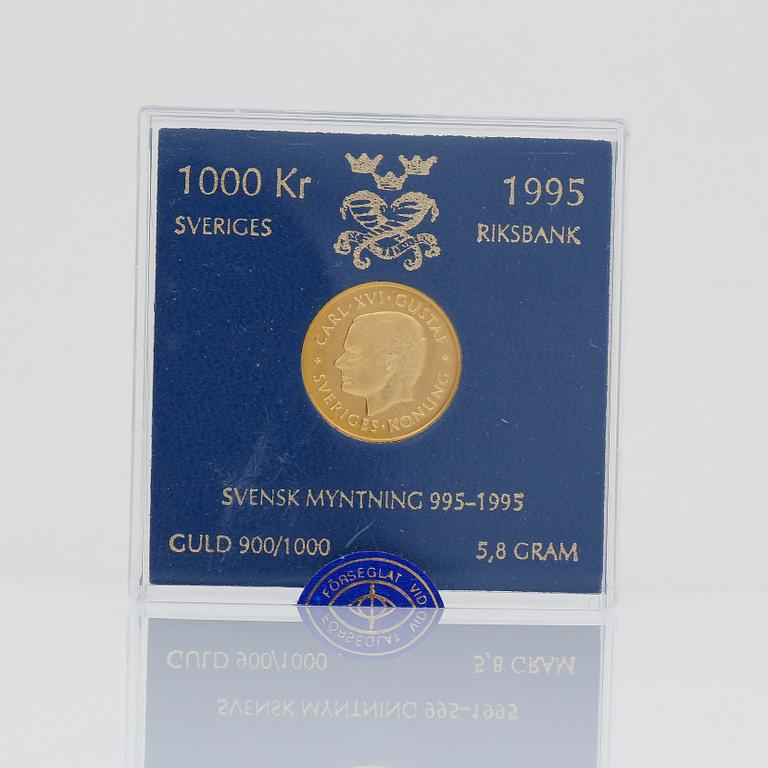 1000 Kr
1995
SVERIGES
RIKSBANK
CARL·XVI·GUSTAF
SVERIGES·KONUNG
SVENSK MYNTNING 995–1995
GULD 900/1000
5,8 GRAM
FÖRSEGLAT VID